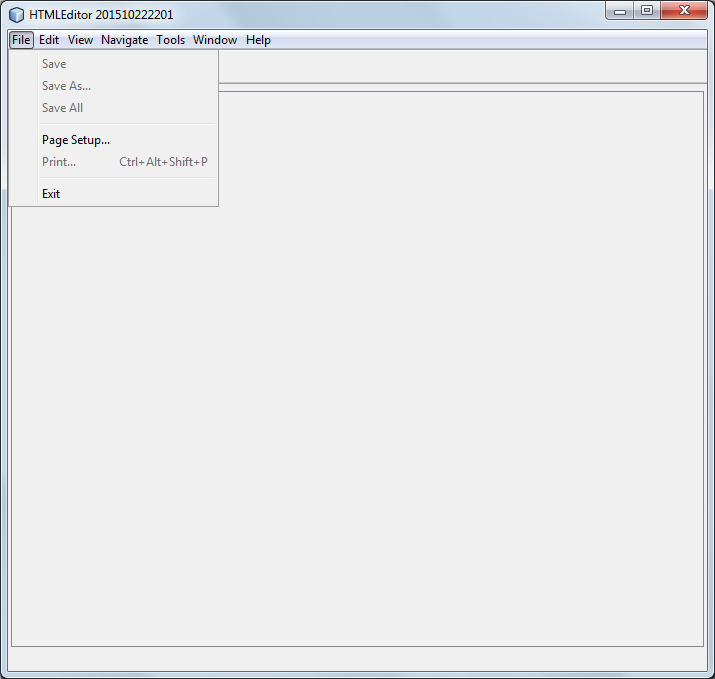 HTMLEditor 201510222201
File Edit View Navigate Tools Window Help
Save
Save As...
Save All
Page Setup...
Print... Ctrl+Alt+Shift+P
Exit